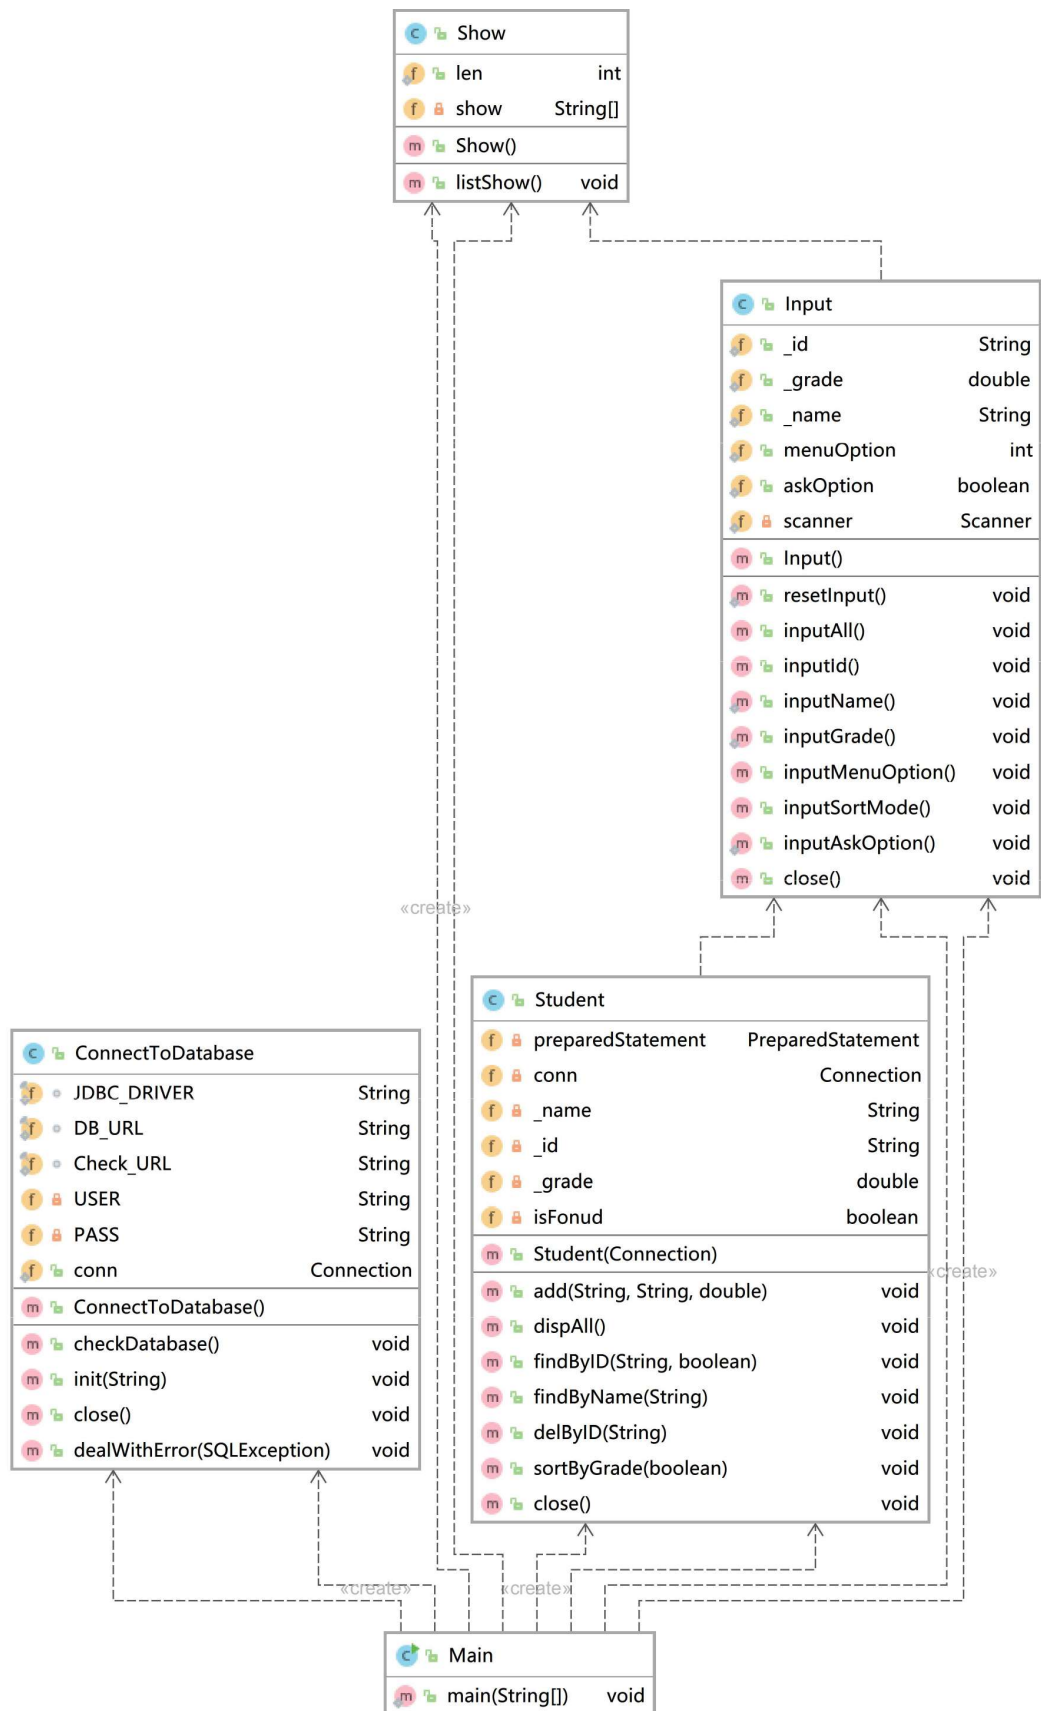 Show
len int
show String[]
Show()
listShow() void
Input
_id String
_grade double
_name String
menuOption int
askOption boolean
scanner Scanner
Input()
resetInput() void
inputAll() void
inputId() void
inputName() void
inputGrade() void
inputMenuOption() void
inputSortMode() void
inputAskOption() void
close() void
«create»
Student
preparedStatement PreparedStatement
conn Connection
_name String
_id String
_grade double
isFonud boolean
Student(Connection)
add(String, String, double) void
dispAll() void
findByID(String, boolean) void
findByName(String) void
delByID(String) void
sortByGrade(boolean) void
close() void
«create»
ConnectToDatabase
JDBC_DRIVER String
DB_URL String
Check_URL String
USER String
PASS String
conn Connection
ConnectToDatabase()
checkDatabase() void
init(String) void
close() void
dealWithError(SQLException) void
«create»
«create»
Main
main(String[]) void